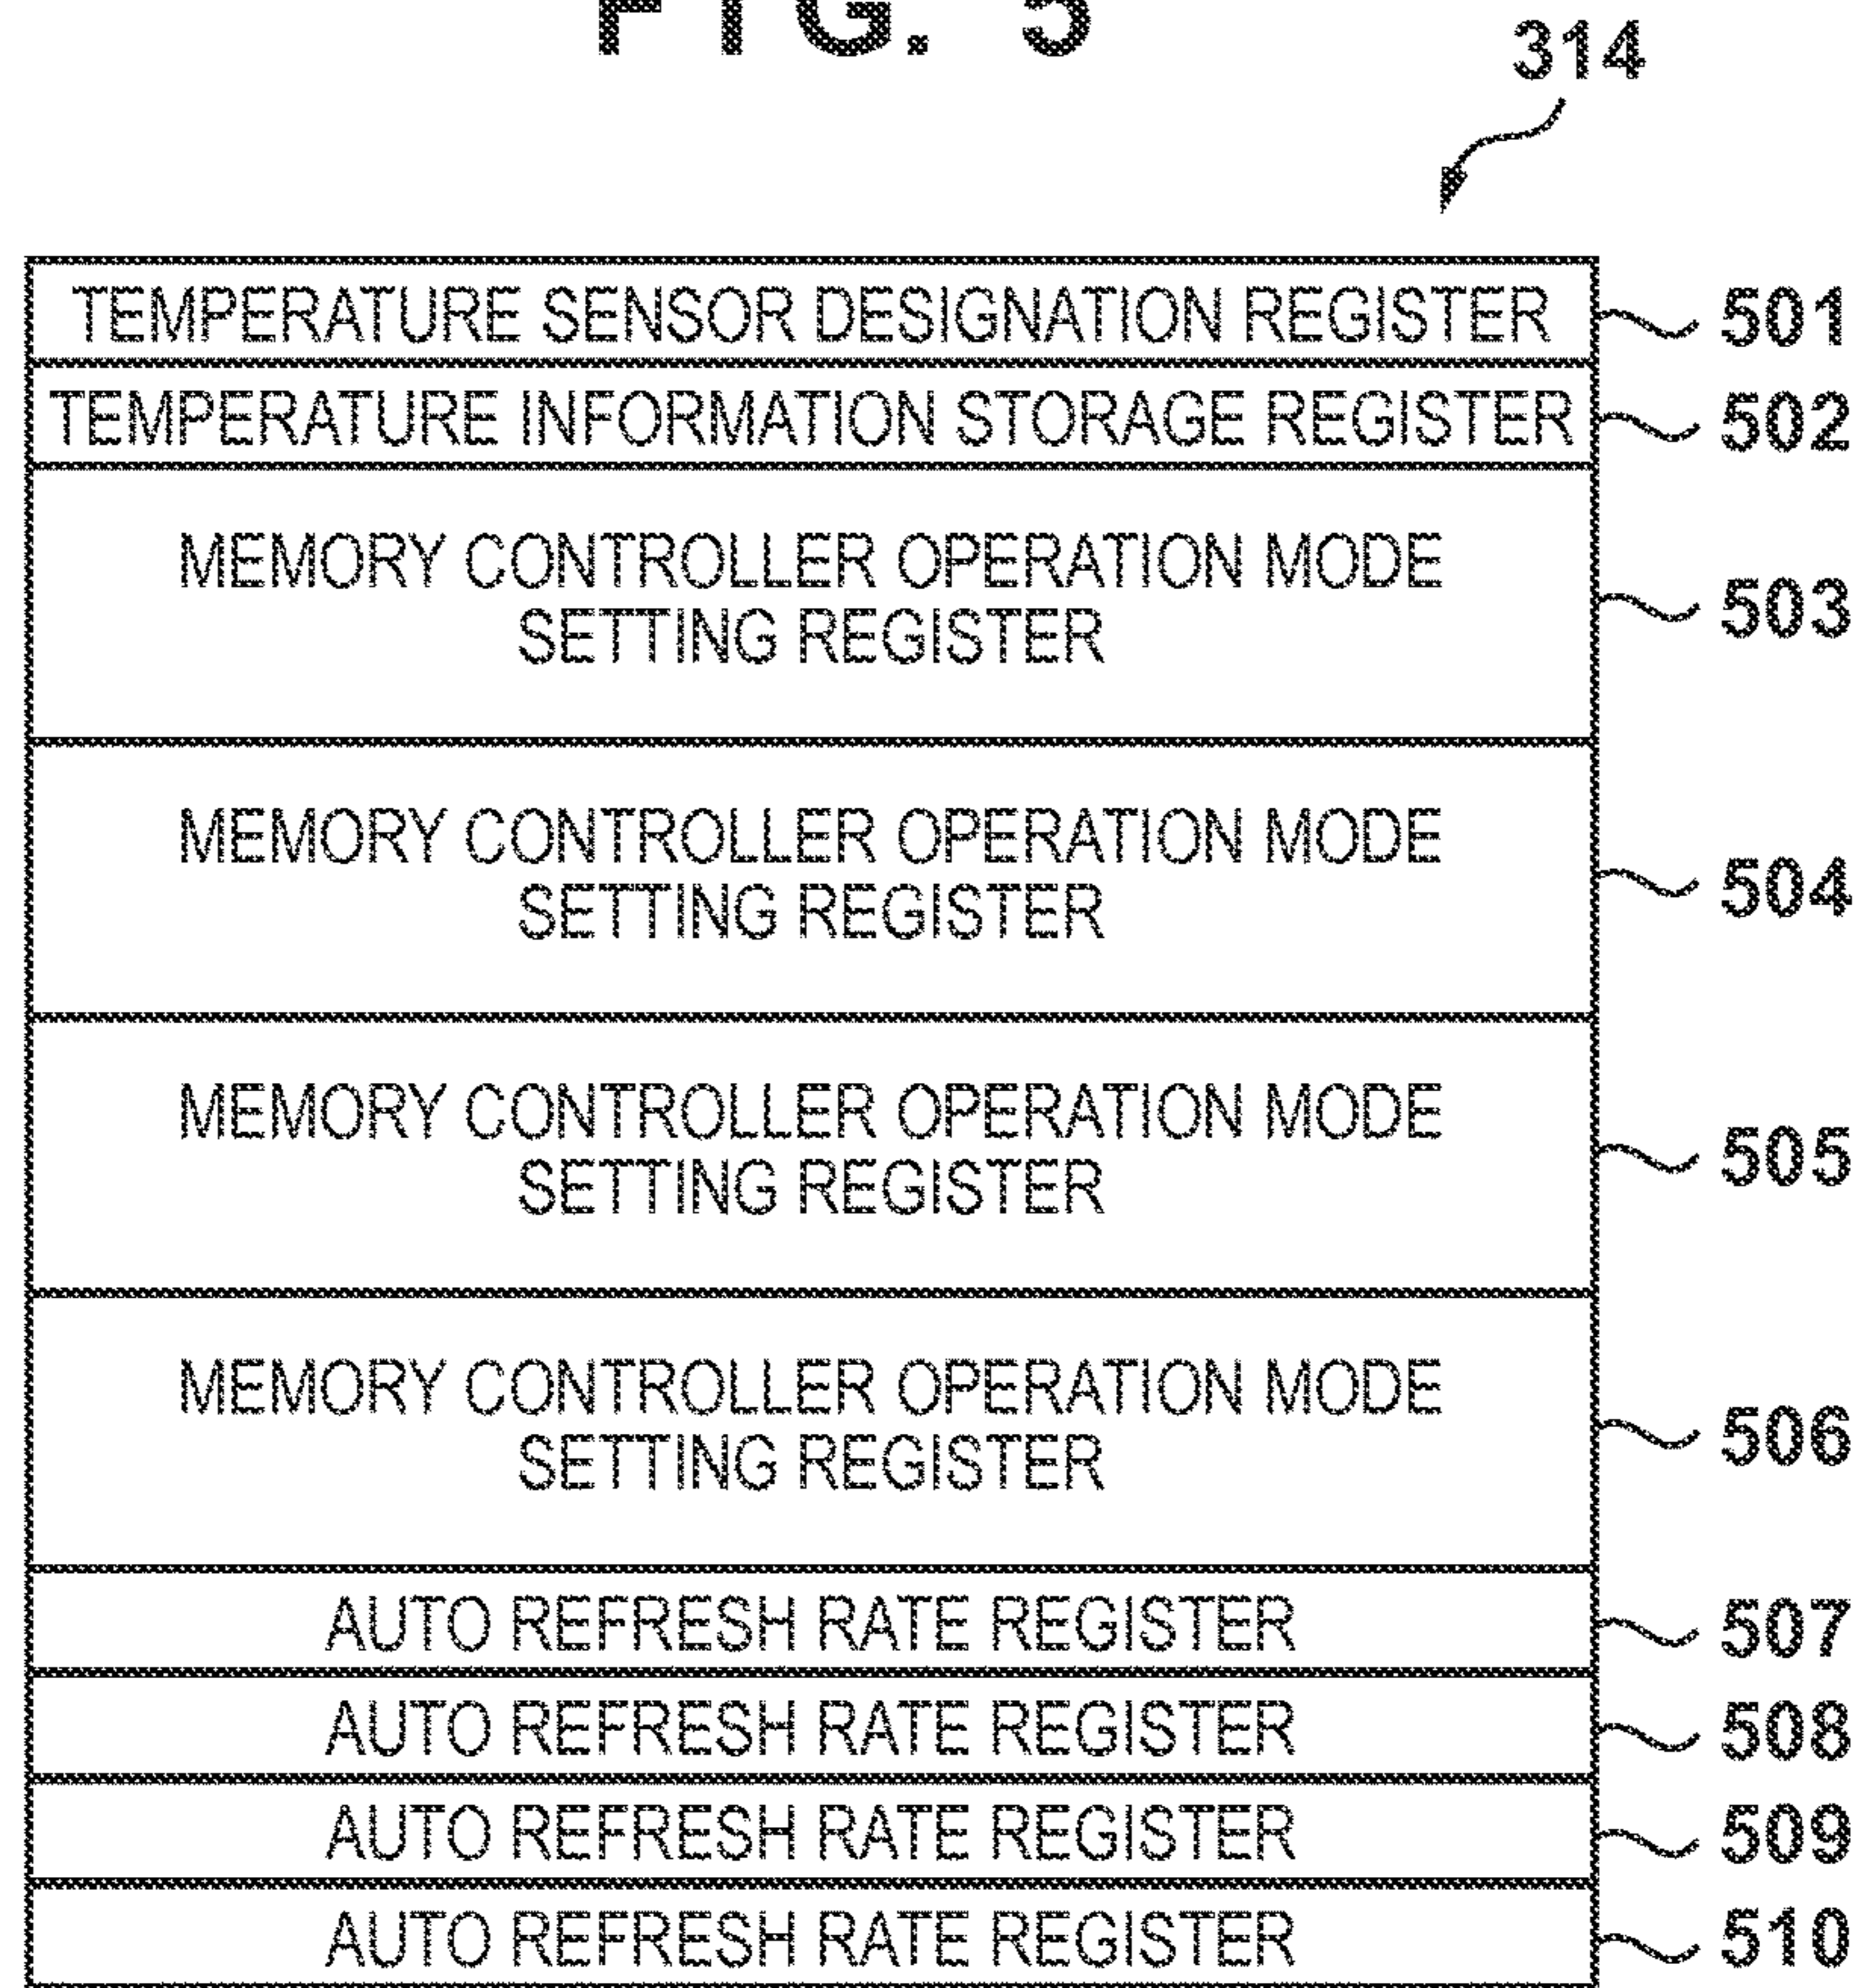 FIG. 5
314
TEMPERATURE SENSOR DESIGNATION REGISTER 501
TEMPERATURE INFORMATION STORAGE REGISTER 502
MEMORY CONTROLLER OPERATION MODE
SETTING REGISTER 503
MEMORY CONTROLLER OPERATION MODE
SETTING REGISTER 504
MEMORY CONTROLLER OPERATION MODE
SETTING REGISTER 505
MEMORY CONTROLLER OPERATION MODE
SETTING REGISTER 506
AUTO REFRESH RATE REGISTER 507
AUTO REFRESH RATE REGISTER 508
AUTO REFRESH RATE REGISTER 509
AUTO REFRESH RATE REGISTER 510